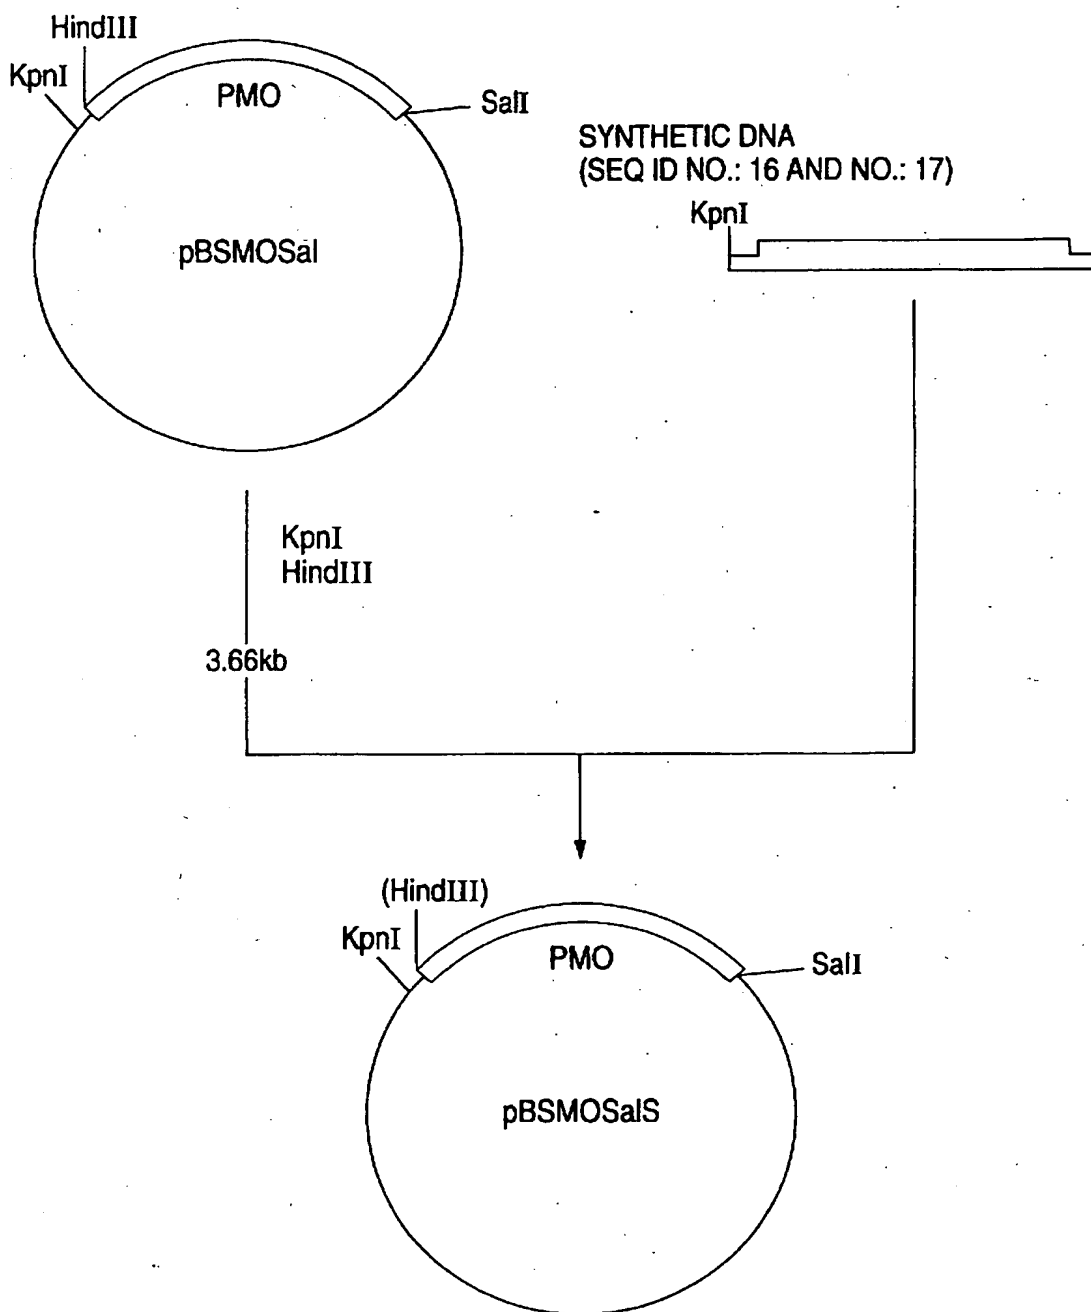 HindIII
KpnI
PMO
SalI
pBSMOSal
SYNTHETIC DNA
(SEQ ID NO.: 16 AND NO.: 17)
KpnI
KpnI
HindIII
3.66kb
(HindIII)
KpnI
PMO
SalI
pBSMOSalS